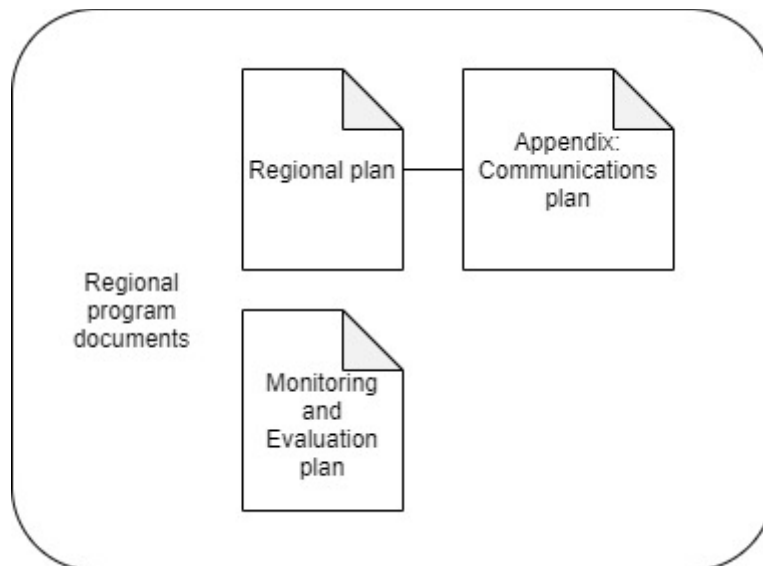 Regional plan
Appendix:
Communications
plan
Regional
program
documents
Monitoring
and
Evaluation
plan